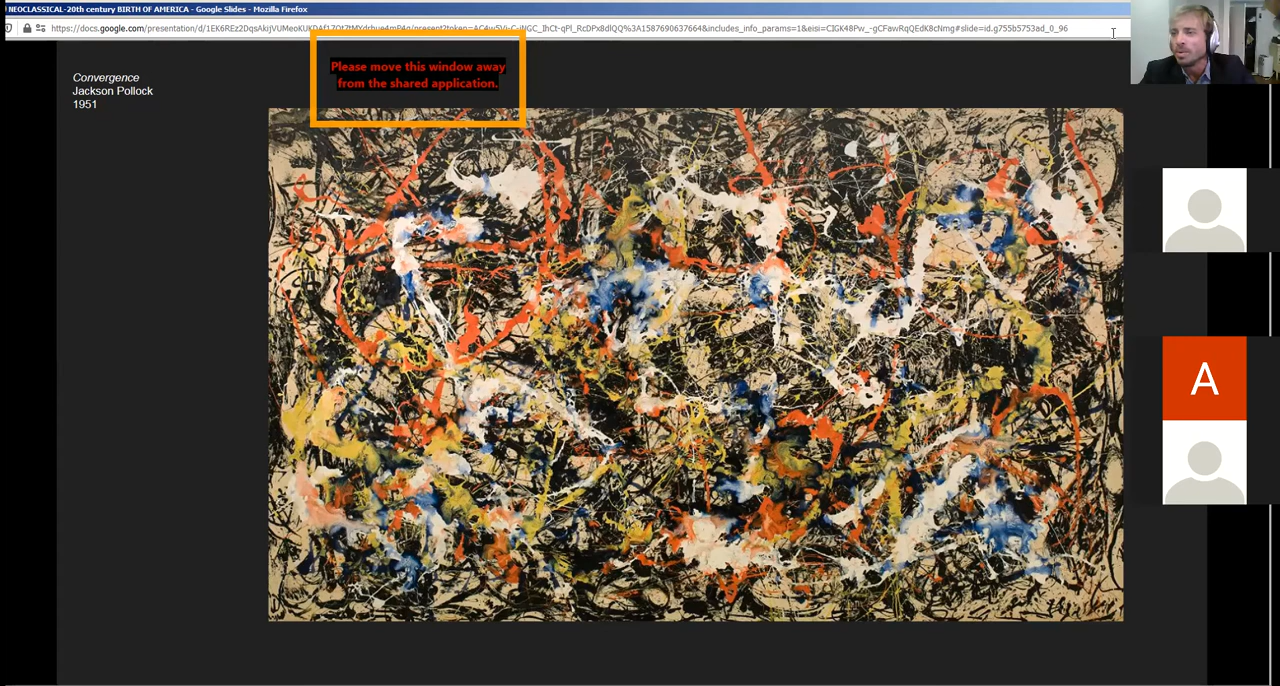 NEOCLASSICAL-20th century BIRTH OF AMERICA - Google Slides - Mozilla Firefox
Please move this window away
from the shared application.
Convergence
Jackson Pollock
1951
A